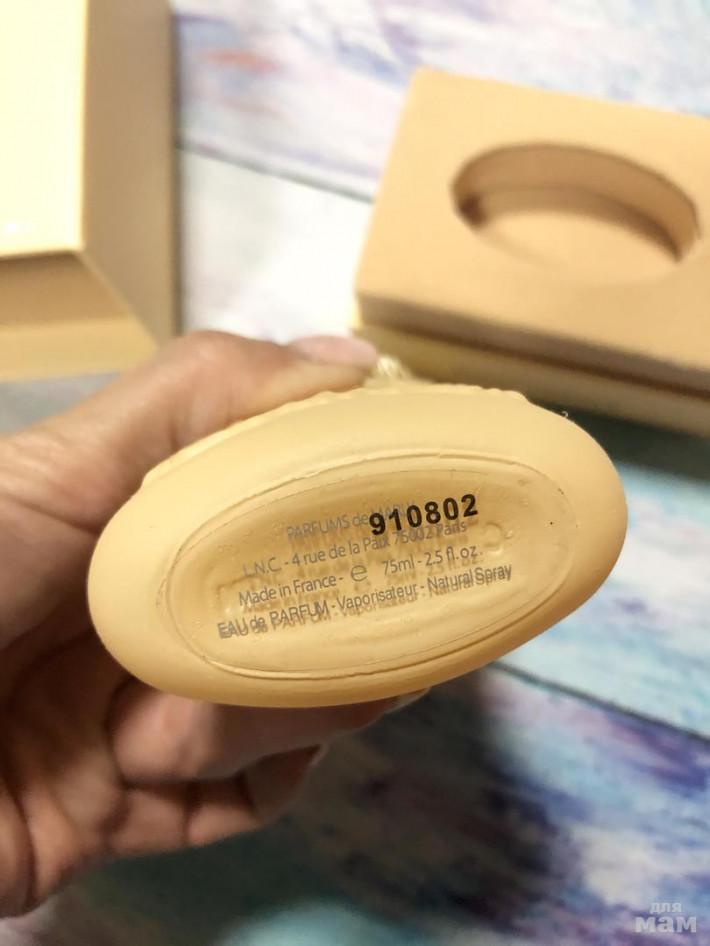 PARFUMS de MARLY
910802
L.N.C - 4 rue de la Paix 75002 Paris
Made in France - e 75ml - 2.5 fl. oz.
EAU de PARFUM - Vaporisateur - Natural Spray
для
мам